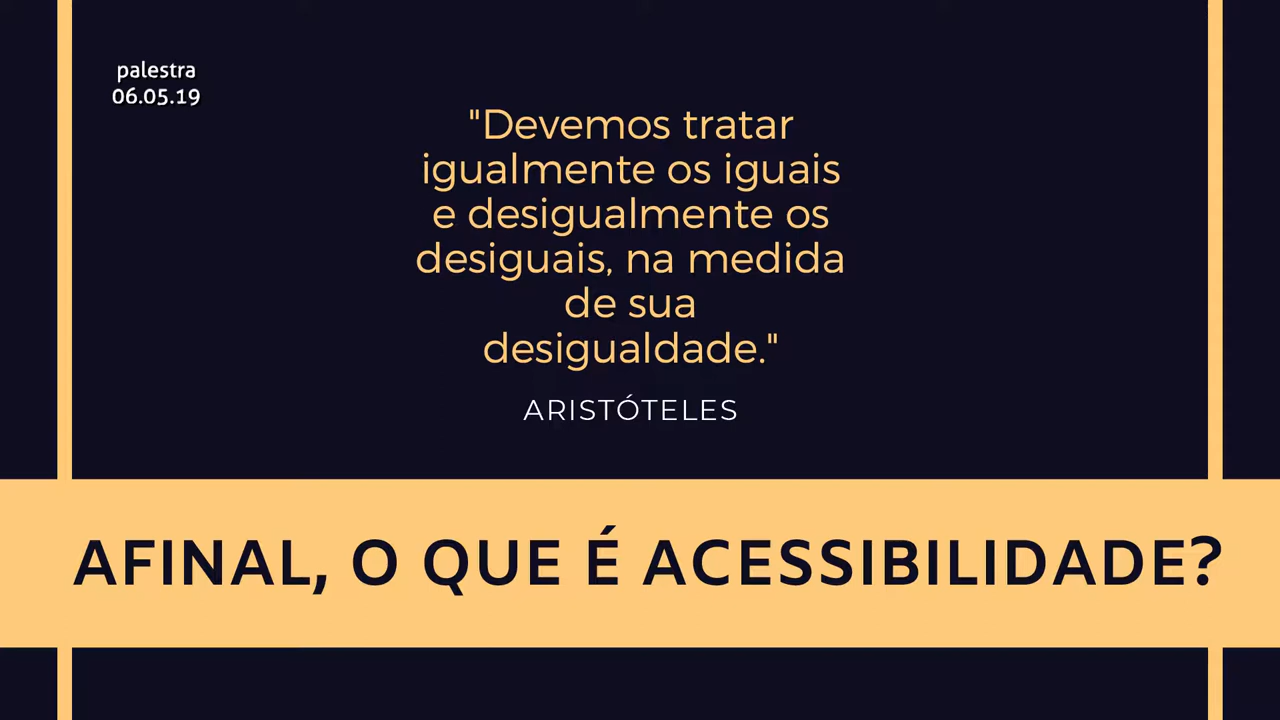 palestra
06.05.19
"Devemos tratar
igualmente os iguais
e desigualmente os
desiguais, na medida
de sua
desigualdade."
ARISTÓTELES
AFINAL, O QUE É ACESSIBILIDADE?